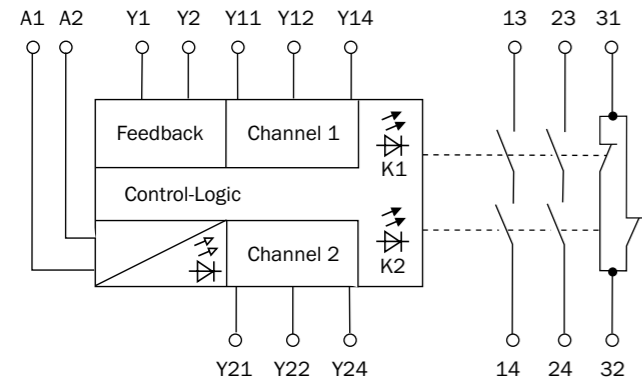 A1 A2 Y1 Y2 Y11 Y12 Y14 13 23 31
Feedback Channel 1
K1
Control-Logic
Channel 2
K2
Y21 Y22 Y24 14 24 32